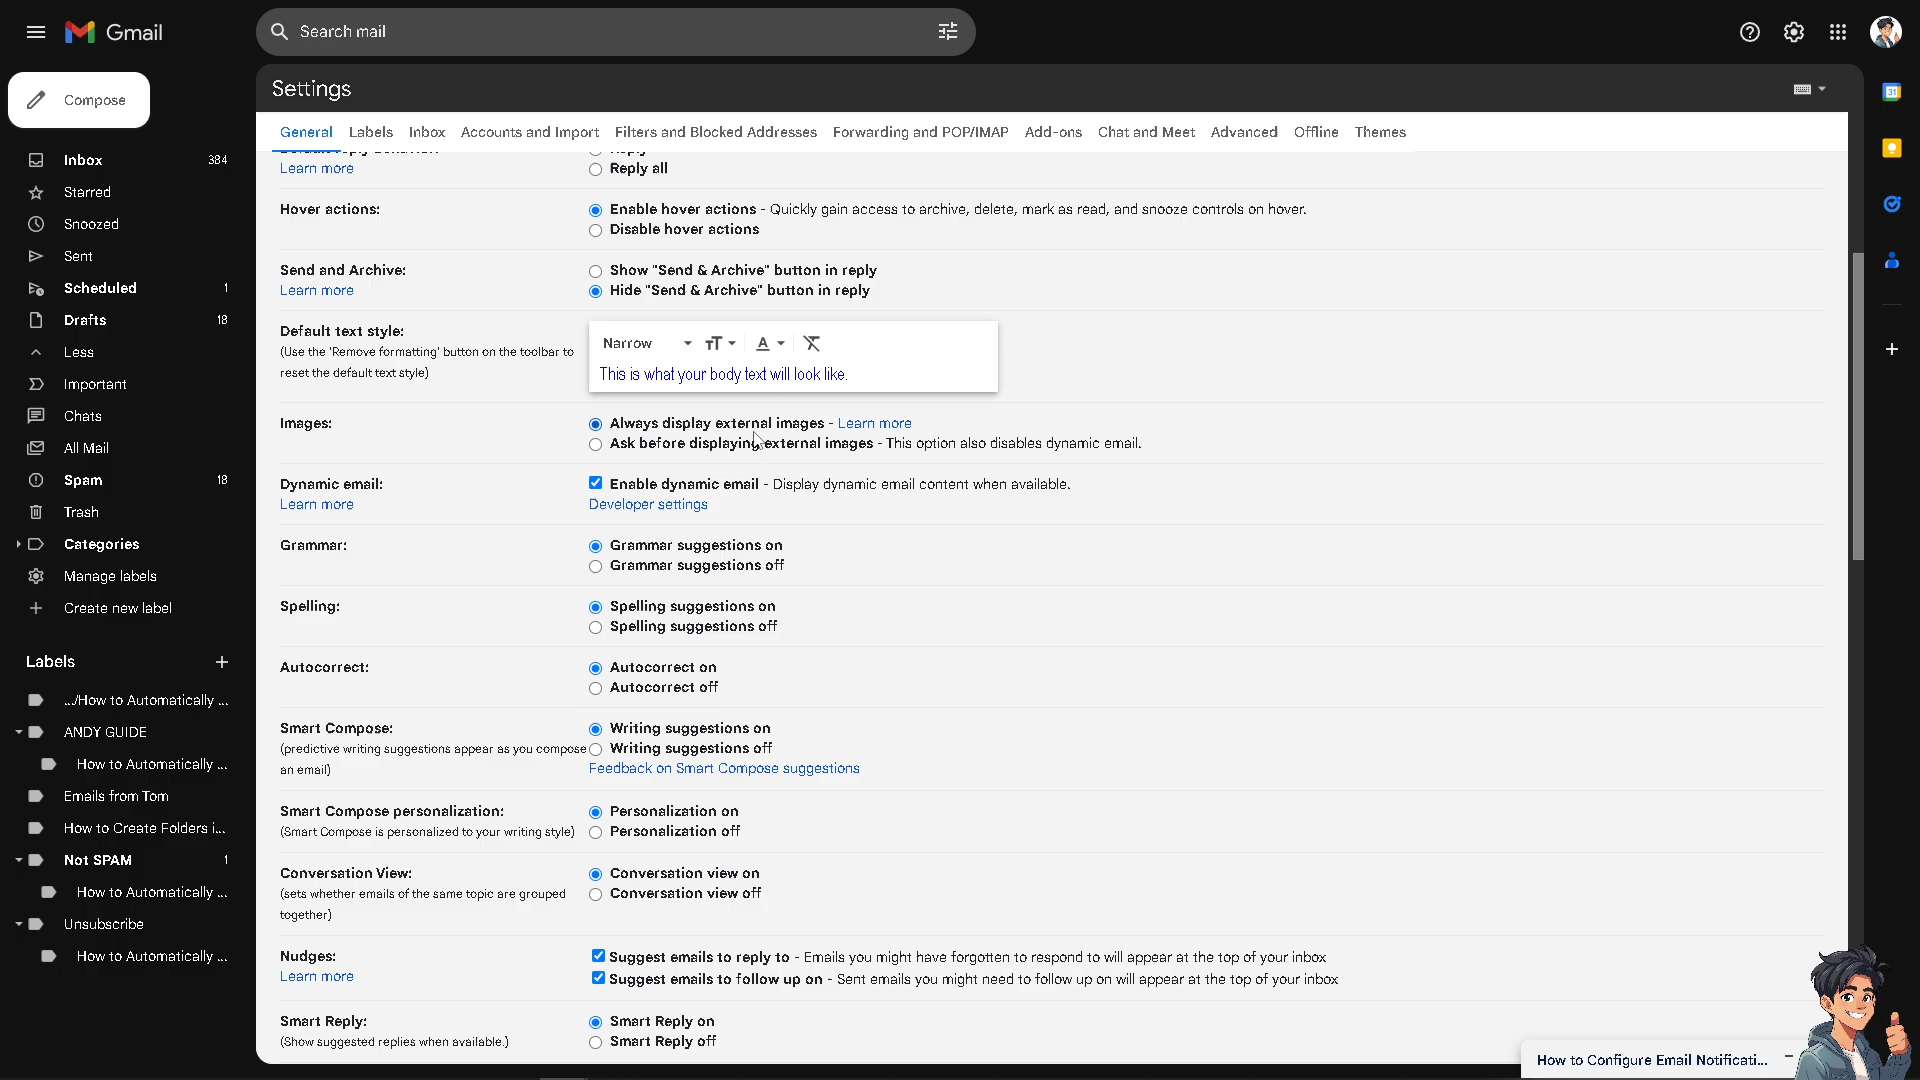 Gmail
Search mail
Compose
Inbox 384
Starred
Snoozed
Sent
Scheduled 1
Drafts 18
Less
Important
Chats
All Mail
Spam 18
Trash
Categories
Manage labels
Create new label
Labels
.../How to Automatically ...
ANDY GUIDE
How to Automatically ...
Emails from Tom
How to Create Folders i...
Not SPAM 1
How to Automatically ...
Unsubscribe
How to Automatically ...
Settings
General Labels Inbox Accounts and Import Filters and Blocked Addresses Forwarding and POP/IMAP Add-ons Chat and Meet Advanced Offline Themes
Default reply behavior: Reply
Learn more Reply all
Hover actions: Enable hover actions - Quickly gain access to archive, delete, mark as read, and snooze controls on hover.
Disable hover actions
Send and Archive: Show "Send & Archive" button in reply
Learn more Hide "Send & Archive" button in reply
Default text style:
(Use the 'Remove formatting' button on the toolbar to
reset the default text style)
Narrow
This is what your body text will look like.
Images: Always display external images - Learn more
Ask before displaying external images - This option also disables dynamic email.
Dynamic email: Enable dynamic email - Display dynamic email content when available.
Learn more Developer settings
Grammar: Grammar suggestions on
Grammar suggestions off
Spelling: Spelling suggestions on
Spelling suggestions off
Autocorrect: Autocorrect on
Autocorrect off
Smart Compose: Writing suggestions on
(predictive writing suggestions appear as you compose Writing suggestions off
an email) Feedback on Smart Compose suggestions
Smart Compose personalization: Personalization on
(Smart Compose is personalized to your writing style) Personalization off
Conversation View: Conversation view on
(sets whether emails of the same topic are grouped Conversation view off
together)
Nudges: Suggest emails to reply to - Emails you might have forgotten to respond to will appear at the top of your inbox
Learn more Suggest emails to follow up on - Sent emails you might need to follow up on will appear at the top of your inbox
Smart Reply: Smart Reply on
(Show suggested replies when available.) Smart Reply off
31
How to Configure Email Notificati...